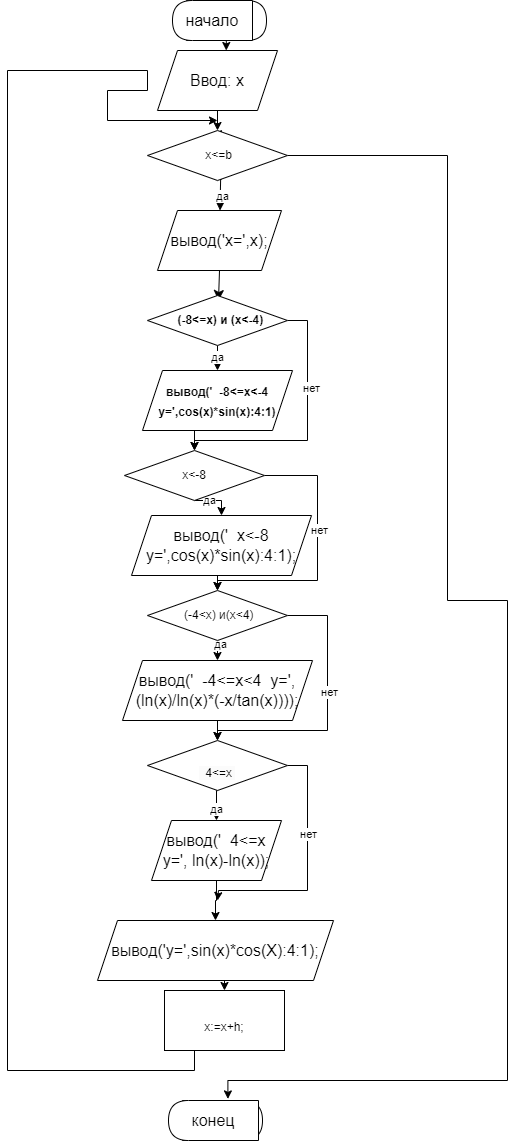 начало
Ввод: x
x<=b
да
вывод('x=',x);
(-8<=x) и (x<-4)
да
нет
вывод('  -8<=x<-4
y=',cos(x)*sin(x):4:1)
x<-8
да
нет
вывод('  x<-8
y=',cos(x)*sin(x):4:1);
(-4<x) и(x<4)
да
нет
вывод('  -4<=x<4  y=',
(ln(x)/ln(x)*(-x/tan(x))));
4<=x
да
нет
вывод('  4<=x
y=', ln(x)-ln(x));
вывод('y=',sin(x)*cos(X):4:1);
x:=x+h;
конец